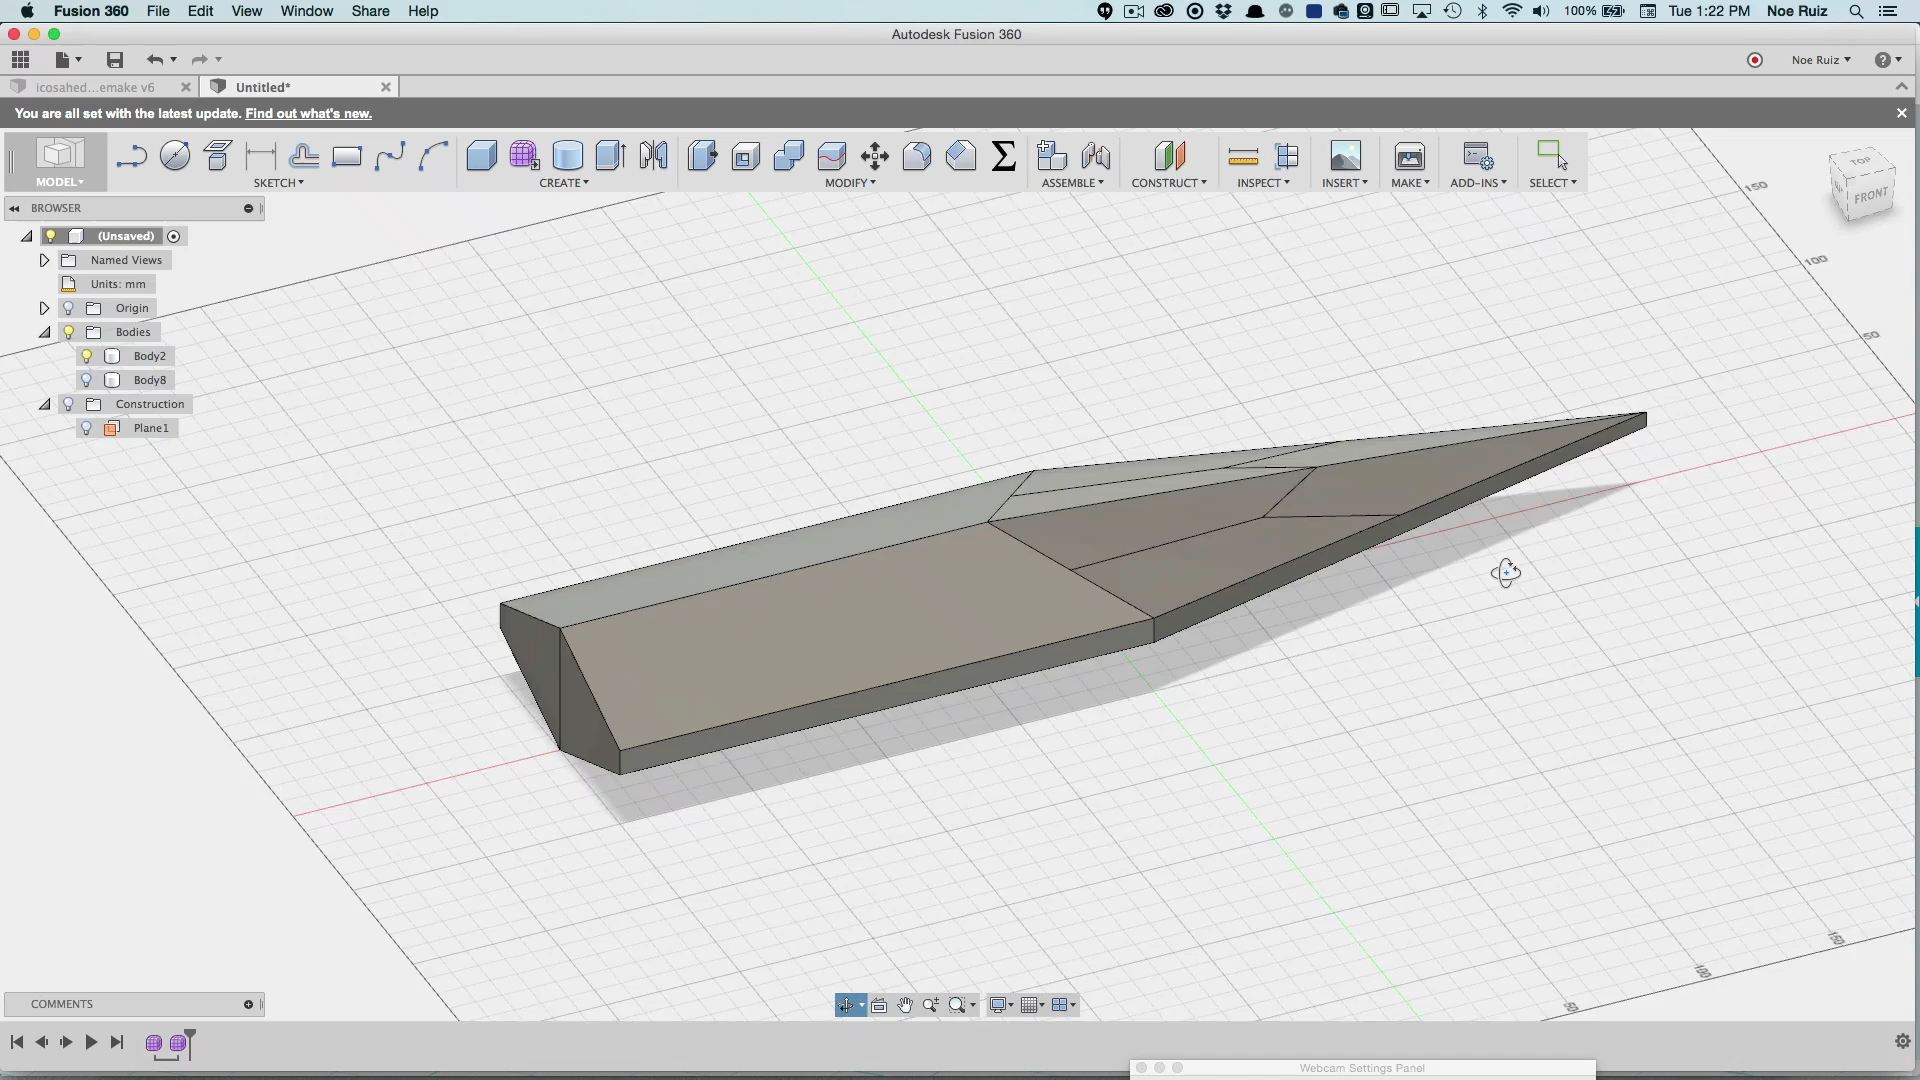 Fusion 360 File Edit View Window Share Help 100% Tue 1:22 PM Noe Ruiz
Autodesk Fusion 360
Noe Ruiz
icosahed...emake v6 Untitled*
You are all set with the latest update. Find out what's new.
MODEL SKETCH CREATE MODIFY ASSEMBLE CONSTRUCT INSPECT INSERT MAKE ADD-INS SELECT
TOP
FRONT
BROWSER
(Unsaved)
Named Views
Units: mm
Origin
Bodies
Body2
Body8
Construction
Plane1
150
100
50
150
100
50
COMMENTS
Webcam Settings Panel